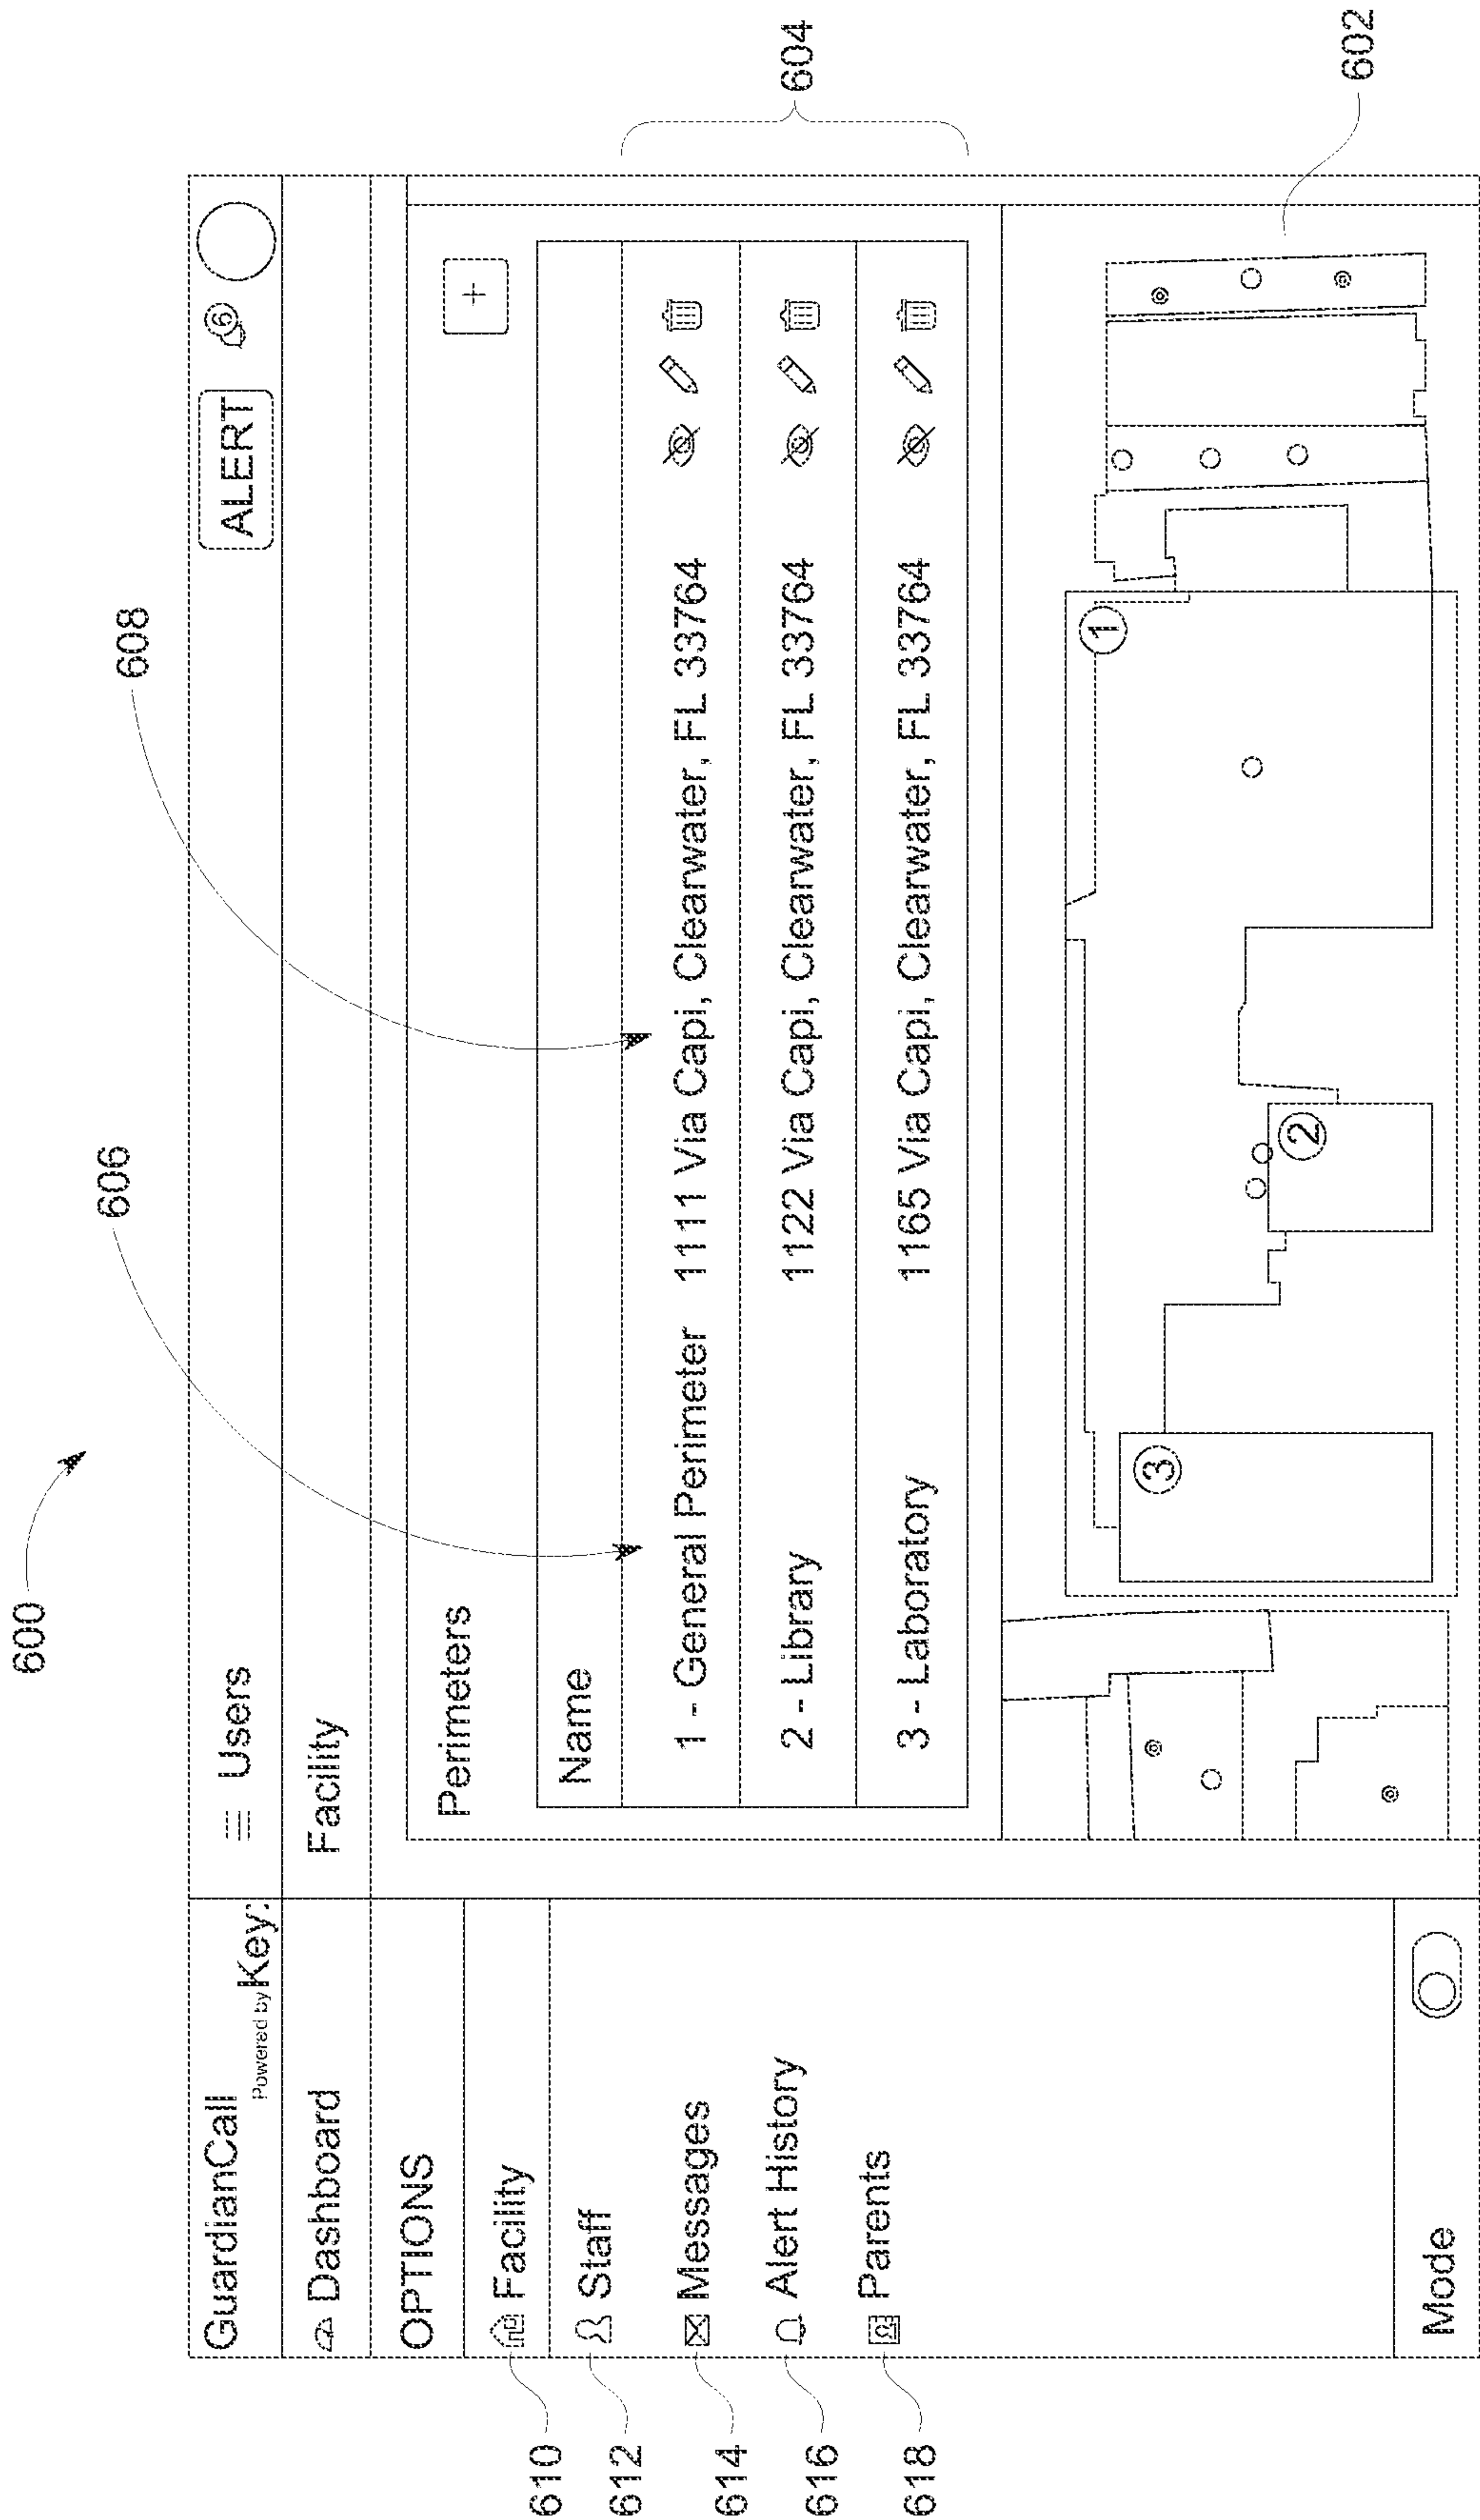 600
606
608
GuardianCall
Powered by Key:
Users
ALERT
6
Dashboard
Facility
OPTIONS
Perimeters
+
610
Facility
Name
604
612
Staff
1 - General Perimeter 1111 Via Capi, Clearwater, FL 33764
614
Messages
2 - Library 1122 Via Capi, Clearwater, FL 33764
616
Alert History
3 - Laboratory 1165 Via Capi, Clearwater, FL 33764
618
Parents
1
3
2
602
Mode